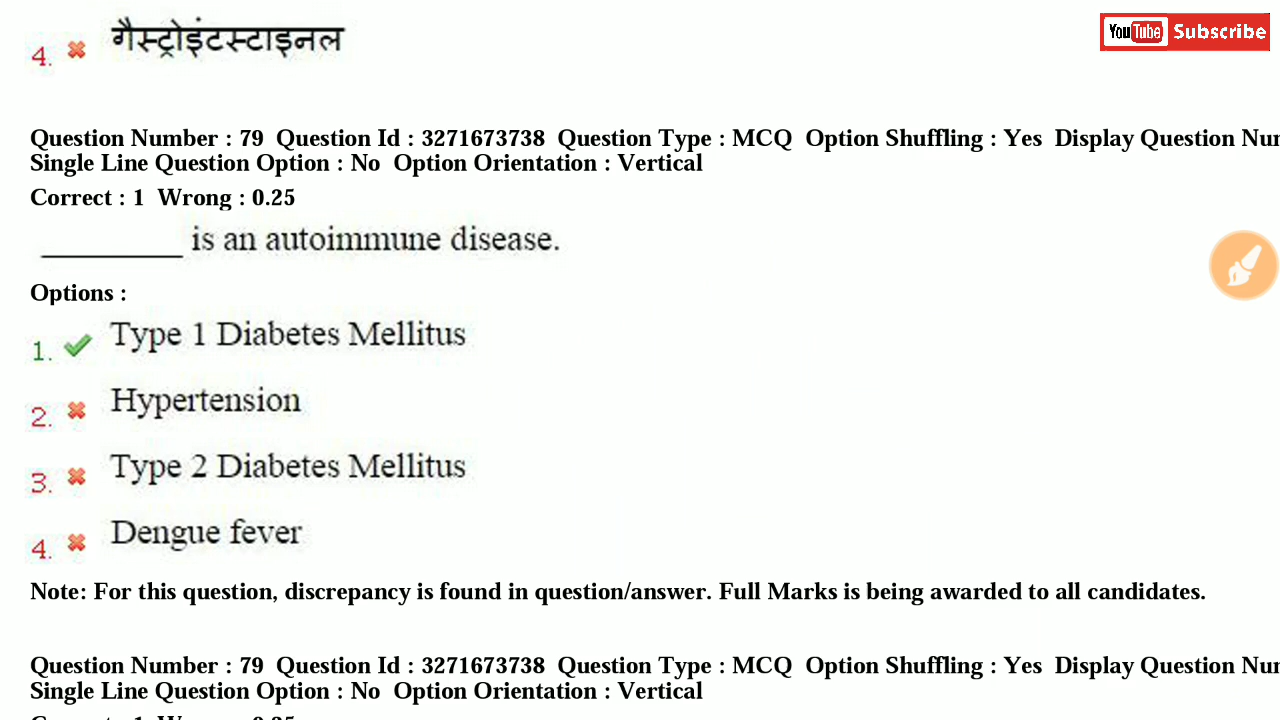 YouTube Subscribe
4. गैस्ट्रोइंटस्टाइनल
Question Number : 79 Question Id : 3271673738 Question Type : MCQ Option Shuffling : Yes Display Question
Single Line Question Option : No Option Orientation : Vertical
Correct : 1 Wrong : 0.25
________ is an autoimmune disease.
Options :
1. Type 1 Diabetes Mellitus
2. Hypertension
3. Type 2 Diabetes Mellitus
4. Dengue fever
Note: For this question, discrepancy is found in question/answer. Full Marks is being awarded to all candidates.
Question Number : 79 Question Id : 3271673738 Question Type : MCQ Option Shuffling : Yes Display Question
Single Line Question Option : No Option Orientation : Vertical